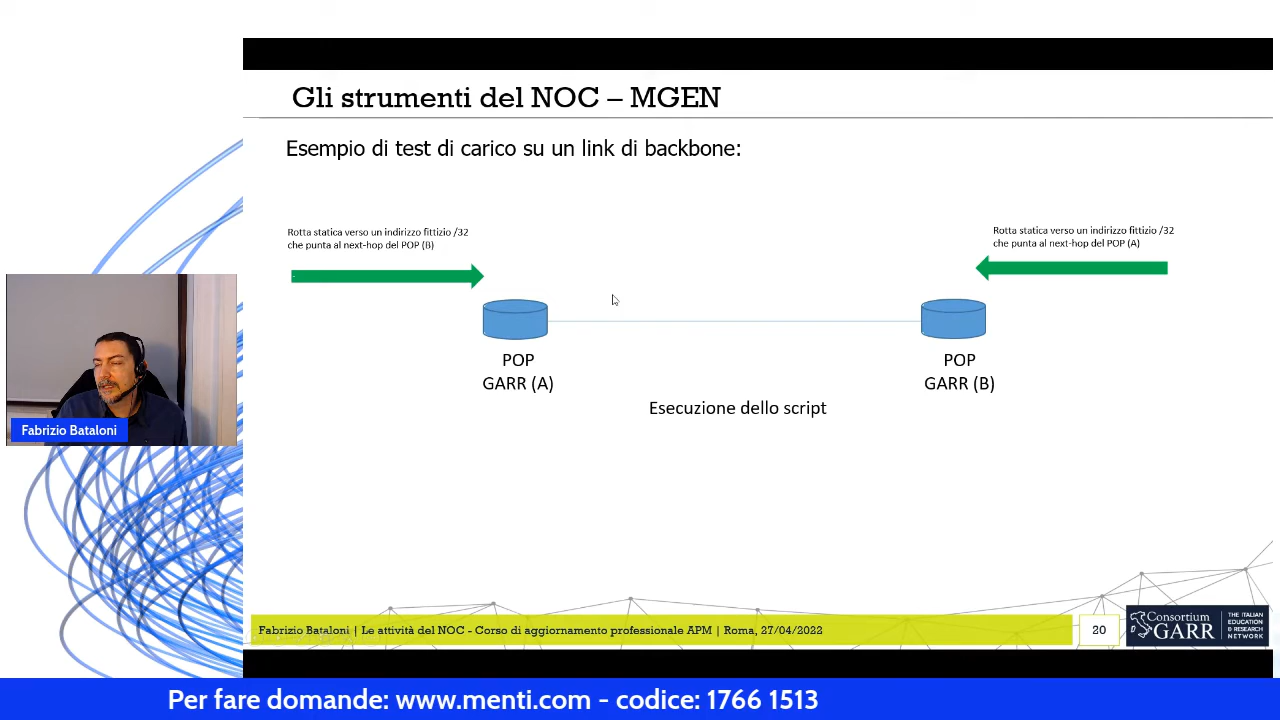 Gli strumenti del NOC – MGEN
Esempio di test di carico su un link di backbone:
Rotta statica verso un indirizzo fittizio /32
che punta al next-hop del POP (B)
Rotta statica verso un indirizzo fittizio /32
che punta al next-hop del POP (A)
POP
GARR (A)
POP
GARR (B)
Esecuzione dello script
Fabrizio Bataloni
Fabrizio Bataloni | Le attività del NOC - Corso di aggiornamento professionale APM | Roma, 27/04/2022
20
Consortium
GARR
THE ITALIAN
EDUCATION
& RESEARCH
NETWORK
Per fare domande: www.menti.com - codice: 1766 1513